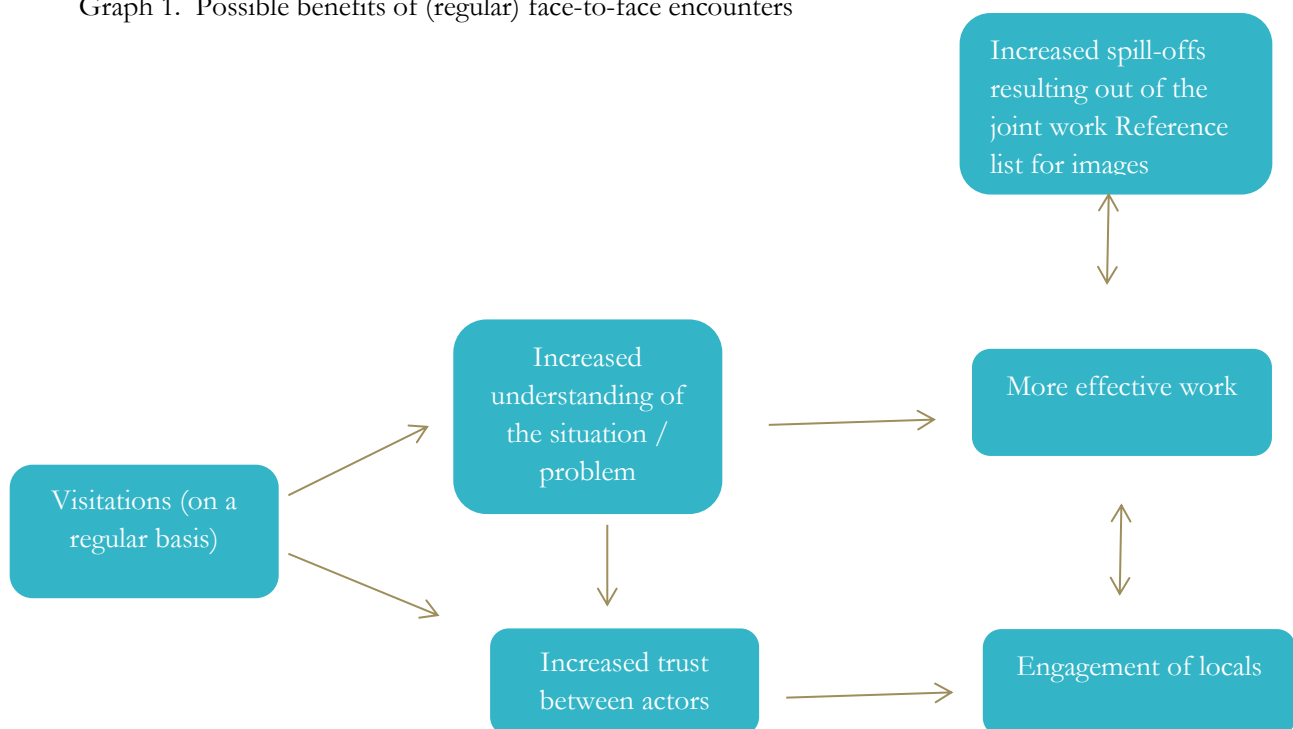 Graph 1. Possible benefits of (regular) face-to-face encounters
Increased spill-offs
resulting out of the
joint work Reference
list for images
Increased
understanding of
the situation /
problem
More effective work
Visitations (on a
regular basis)
Increased trust
between actors
Engagement of locals